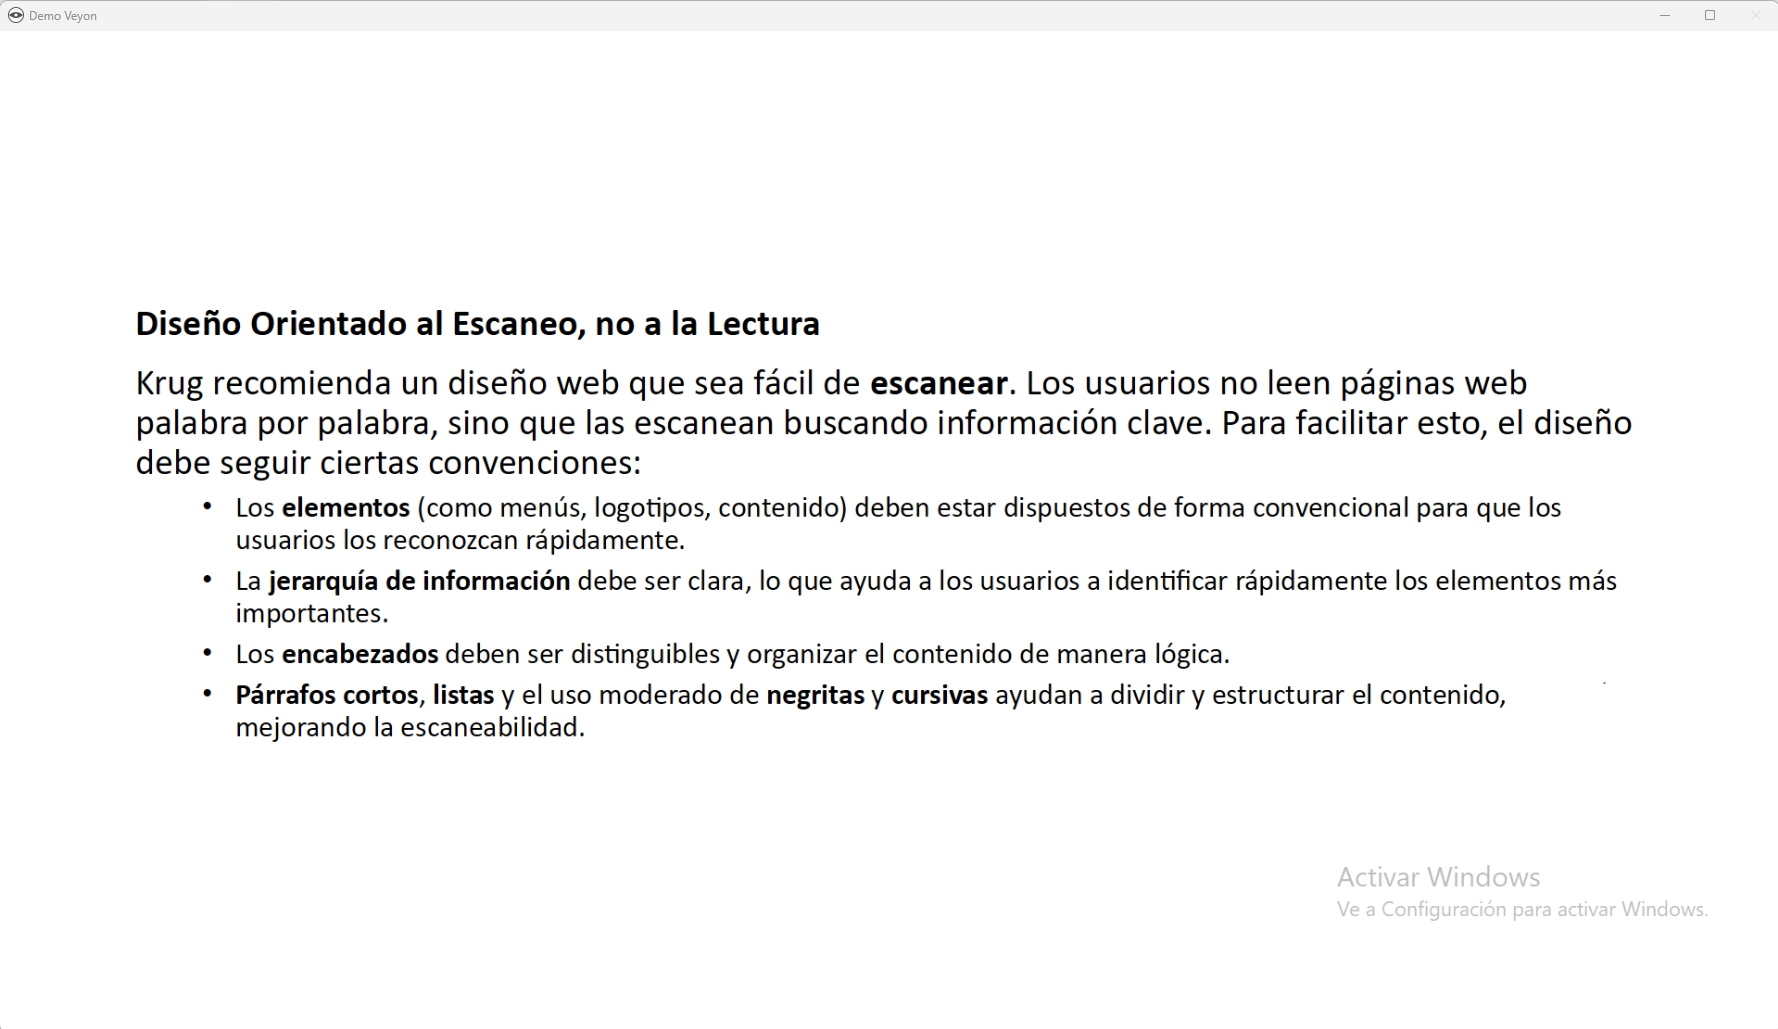 Demo Veyon
Diseño Orientado al Escaneo, no a la Lectura
Krug recomienda un diseño web que sea fácil de escanear. Los usuarios no leen páginas web
palabra por palabra, sino que las escanean buscando información clave. Para facilitar esto, el diseño
debe seguir ciertas convenciones:
• Los elementos (como menús, logotipos, contenido) deben estar dispuestos de forma convencional para que los
usuarios los reconozcan rápidamente.
• La jerarquía de información debe ser clara, lo que ayuda a los usuarios a identificar rápidamente los elementos más
importantes.
• Los encabezados deben ser distinguibles y organizar el contenido de manera lógica.
• Párrafos cortos, listas y el uso moderado de negritas y cursivas ayudan a dividir y estructurar el contenido,
mejorando la escaneabilidad.
Activar Windows
Ve a Configuración para activar Windows.